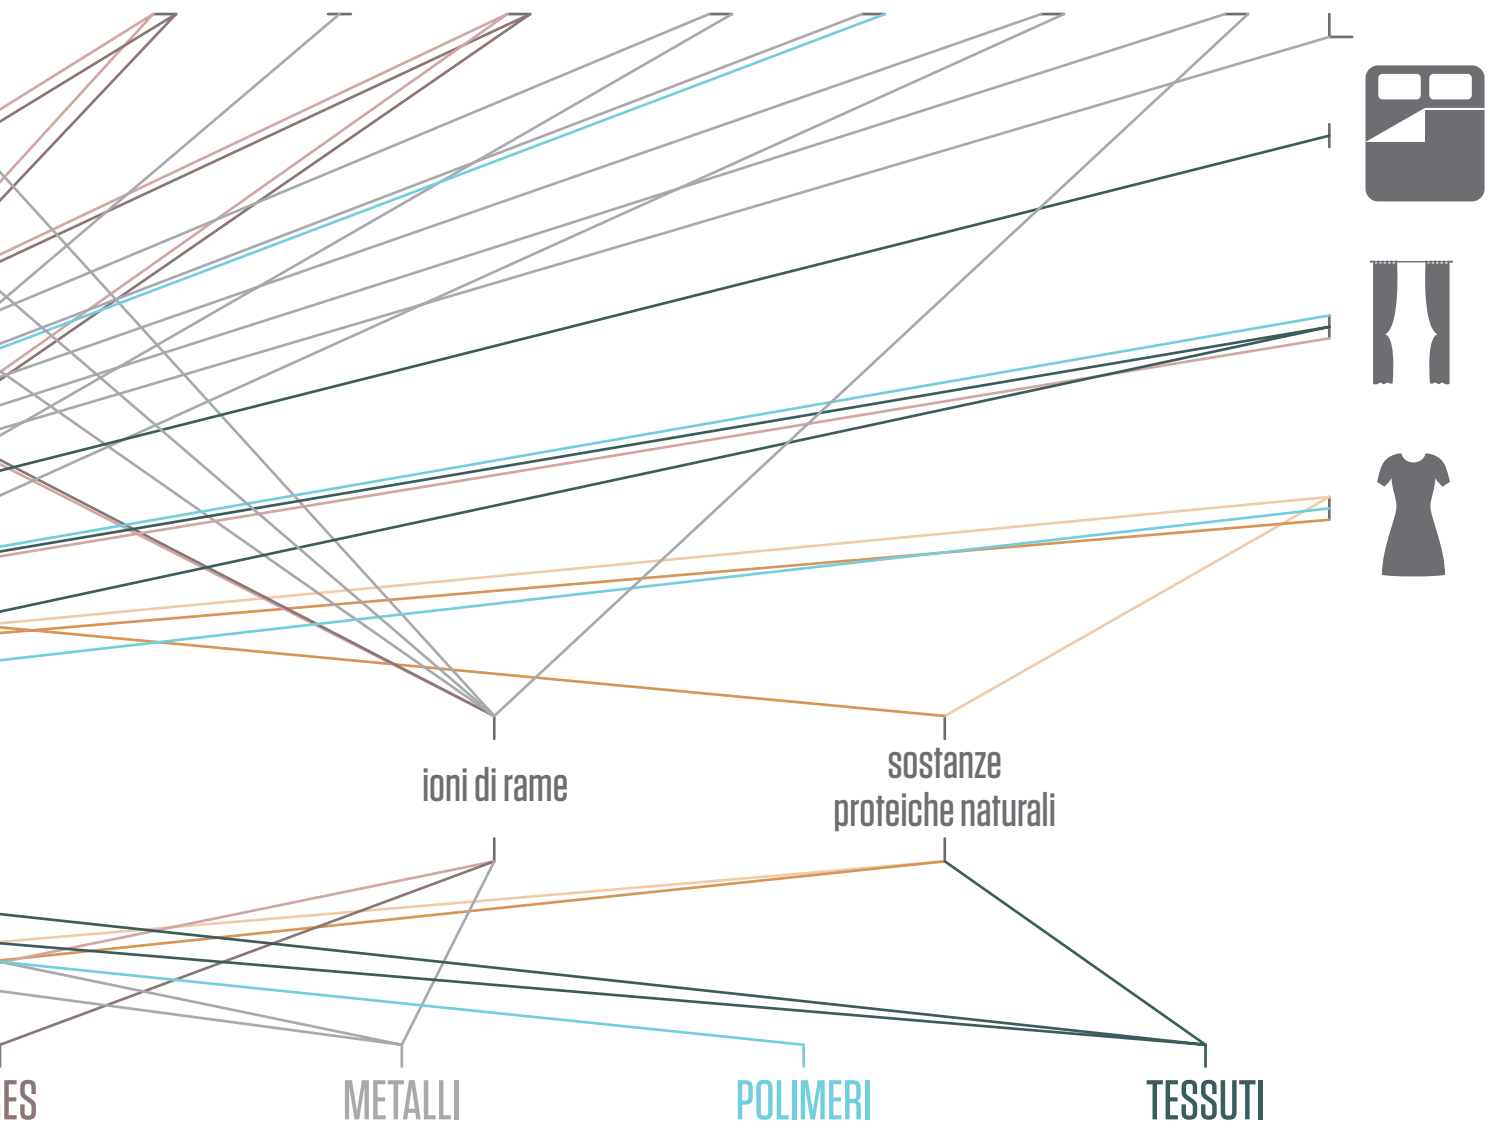 ioni di rame
sostanze
proteiche naturali
ES
METALLI
POLIMERI
TESSUTI